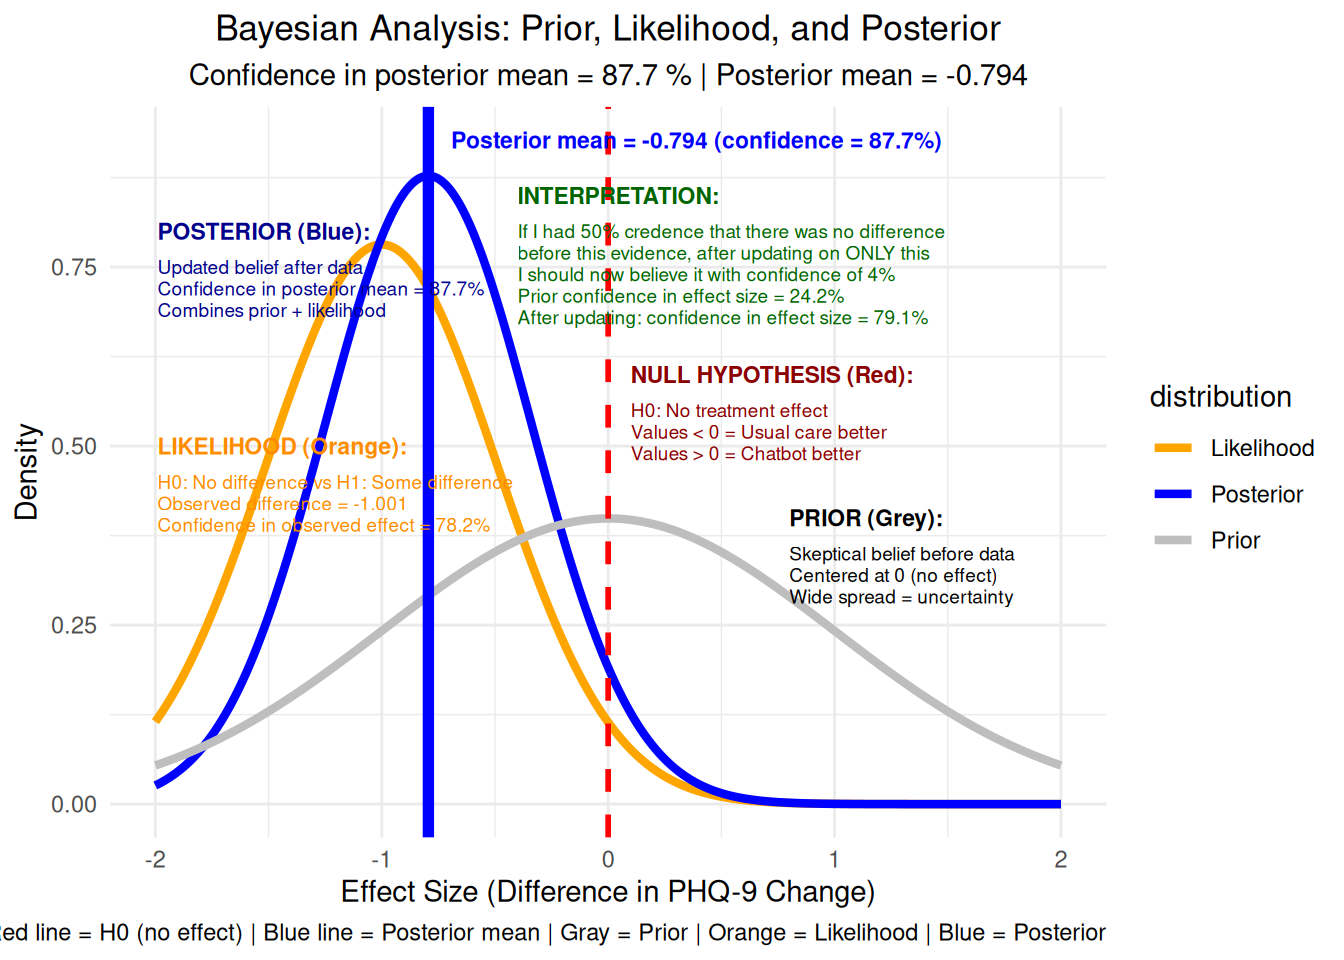 Bayesian Analysis: Prior, Likelihood, and Posterior
Confidence in posterior mean = 87.7 % | Posterior mean = -0.794
Posterior mean = -0.794 (confidence = 87.7%)
INTERPRETATION:
If I had 50% credence that there was no difference
before this evidence, after updating on ONLY this
I should now believe it with confidence of 4%
Prior confidence in effect size = 24.2%
After updating: confidence in effect size = 79.1%
POSTERIOR (Blue):
Updated belief after data
Confidence in posterior mean = 87.7%
Combines prior + likelihood
NULL HYPOTHESIS (Red):
H0: No treatment effect
Values < 0 = Usual care better
Values > 0 = Chatbot better
LIKELIHOOD (Orange):
H0: No difference vs H1: Some difference
Observed difference = -1.001
Confidence in observed effect = 78.2%
PRIOR (Grey):
Skeptical belief before data
Centered at 0 (no effect)
Wide spread = uncertainty
Density
0.75
0.50
0.25
0.00
-2
-1
0
1
2
Effect Size (Difference in PHQ-9 Change)
ed line = H0 (no effect) | Blue line = Posterior mean | Gray = Prior | Orange = Likelihood | Blue = Posterior
distribution
Likelihood
Posterior
Prior